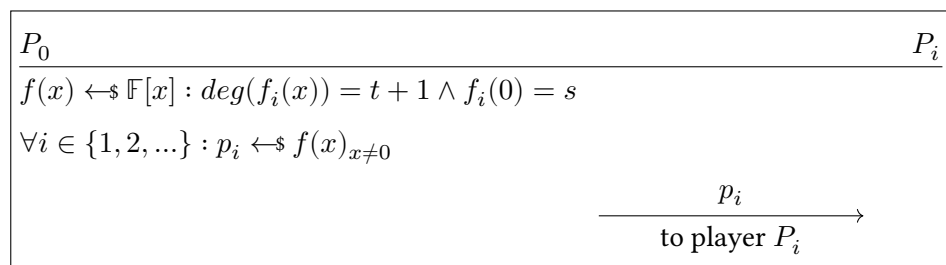 P_0 P_i
f(x) ←$ 𝔽[x] : deg(f_i(x)) = t + 1 ∧ f_i(0) = s
∀i ∈ {1, 2, ...} : p_i ←$ f(x)_{x≠0}
p_i
to player P_i